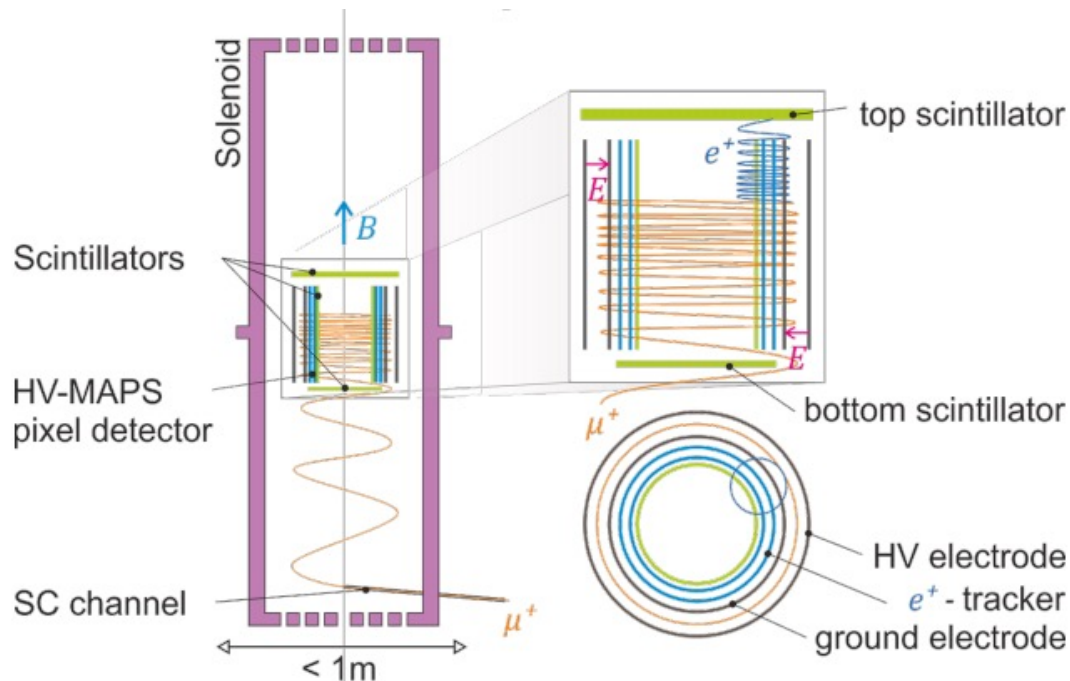 Solenoid
B
Scintillators
HV-MAPS
pixel detector
SC channel
μ⁺
< 1m
top scintillator
e⁺
E
E
bottom scintillator
μ⁺
HV electrode
e⁺ - tracker
ground electrode